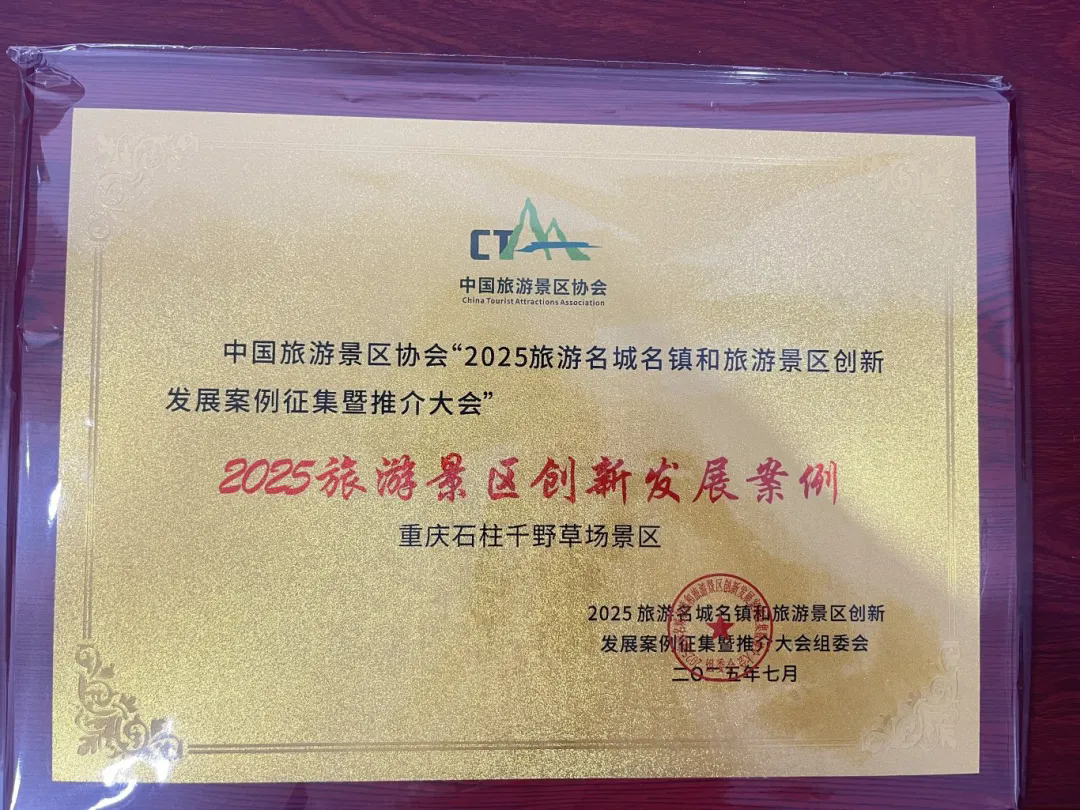 CTA
中国旅游景区协会
China Tourist Attractions Association
中国旅游景区协会“2025旅游名城名镇和旅游景区创新
发展案例征集暨推介大会”
2025旅游景区创新发展案例
重庆石柱千野草场景区
2025 旅游名城名镇和旅游景区创新
发展案例征集暨推介大会组委会
二〇二五年七月
组委会